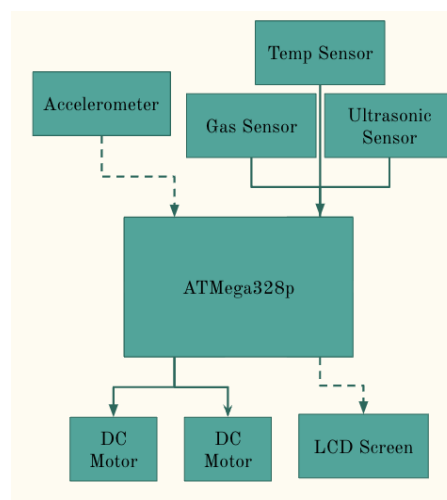 Temp Sensor
Accelerometer
Gas Sensor
Ultrasonic
Sensor
ATMega328p
DC
Motor
DC
Motor
LCD Screen